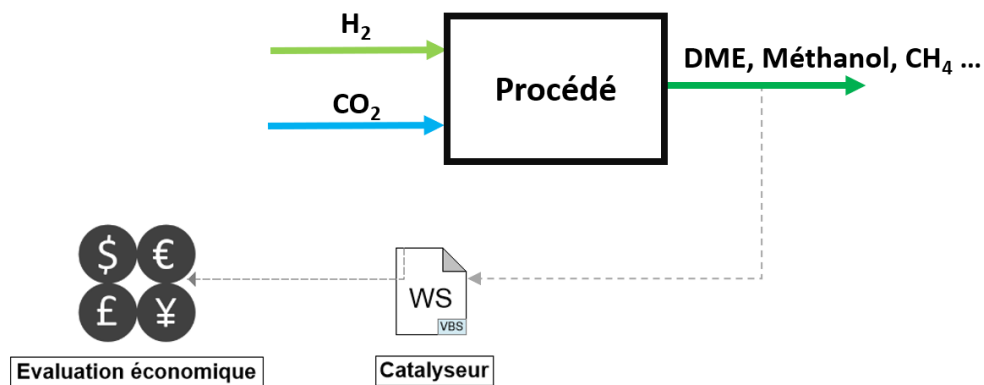 H₂
CO₂
Procédé
DME, Méthanol, CH₄ ...
$ €
£ ¥
WS
VBS
Evaluation économique
Catalyseur